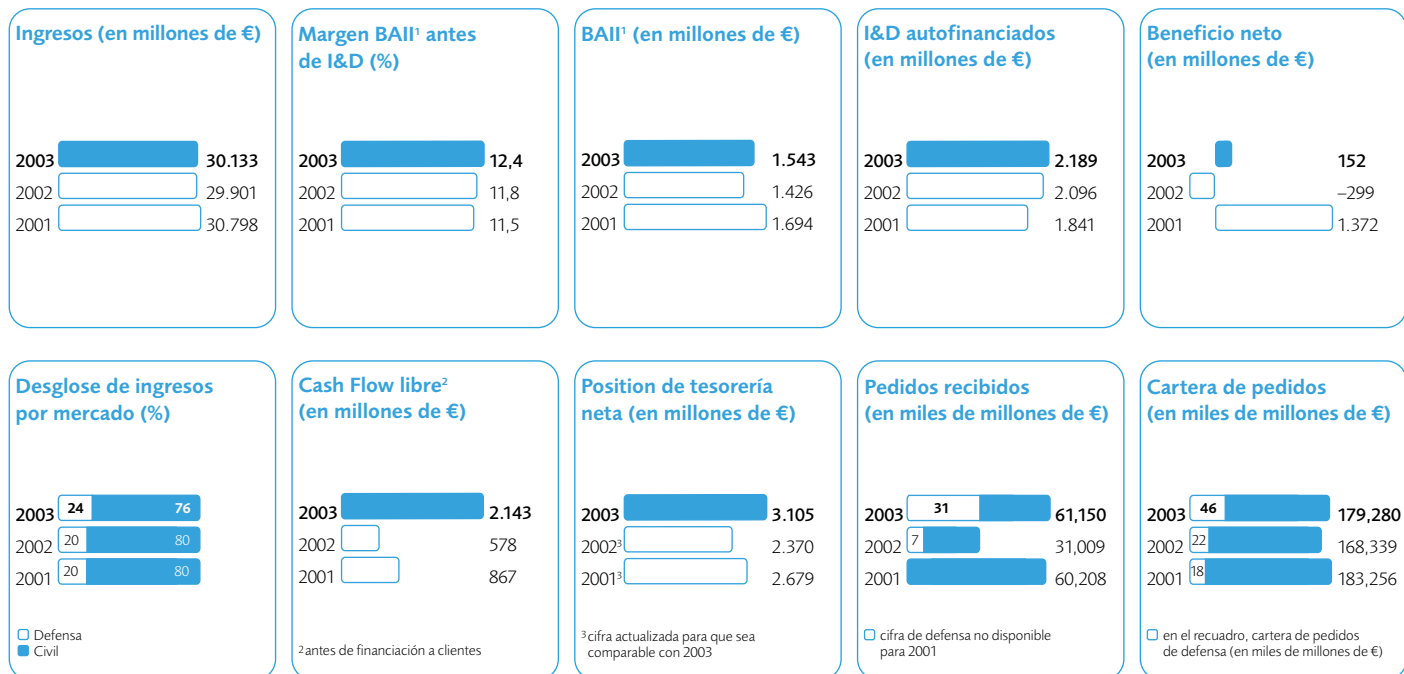 Ingresos (en millones de €)
2003 30.133
2002 29.901
2001 30.798
Margen BAII¹ antes
de I&D (%)
2003 12,4
2002 11,8
2001 11,5
BAII¹ (en millones de €)
2003 1.543
2002 1.426
2001 1.694
I&D autofinanciados
(en millones de €)
2003 2.189
2002 2.096
2001 1.841
Beneficio neto
(en millones de €)
2003 152
2002 –299
2001 1.372
Desglose de ingresos
por mercado (%)
2003 24 76
2002 20 80
2001 20 80
Defensa
Civil
Cash Flow libre²
(en millones de €)
2003 2.143
2002 578
2001 867
² antes de financiación a clientes
Position de tesorería
neta (en millones de €)
2003 3.105
2002³ 2.370
2001³ 2.679
³ cifra actualizada para que sea
comparable con 2003
Pedidos recibidos
(en miles de millones de €)
2003 31 61,150
2002 7 31,009
2001 60,208
cifra de defensa no disponible
para 2001
Cartera de pedidos
(en miles de millones de €)
2003 46 179,280
2002 22 168,339
2001 18 183,256
en el recuadro, cartera de pedidos
de defensa (en miles de millones de €)